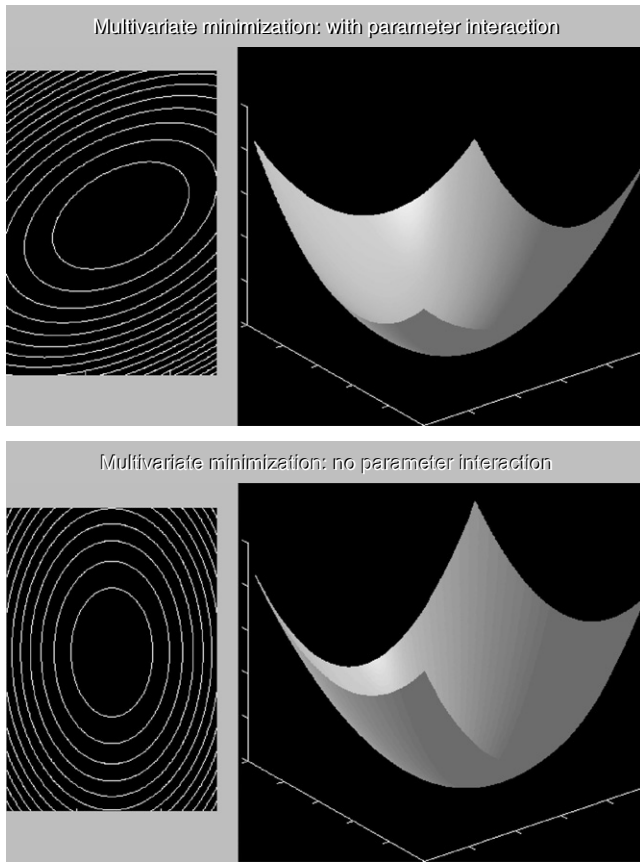 Multivariate minimization: with parameter interaction
Multivariate minimization: no parameter interaction